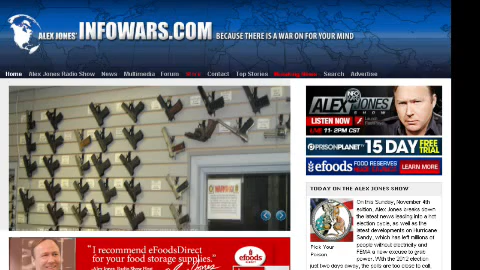 ALEX JONES' INFOWARS.COM BECAUSE THERE IS A WAR ON FOR YOUR MIND
Home Alex Jones Radio Show News Multimedia Forum Store Contact Top Stories Breaking News Search Advertise
ALEX JONES
SHOW
LISTEN NOW
LIVE 11- 2PM CST
PRISONPLANET 15 DAY FREE TRIAL
efoods FOOD RESERVES LEARN MORE
TODAY ON THE ALEX JONES SHOW
On this Sunday, November 4th
edition, Alex Jones breaks down
the latest news leading into a hot
election cycle, as well as the
latest developments on Hurricane
Sandy, which has left millions of
Pick Your
Poison
people without electricity and
FEMA a new excuse to grab
power. With the 2012 election
just two days away, the polls are too close to call
"I recommend eFoodsDirect
for your food storage supplies."
-Alex Jones, Radio Show Host
efoods